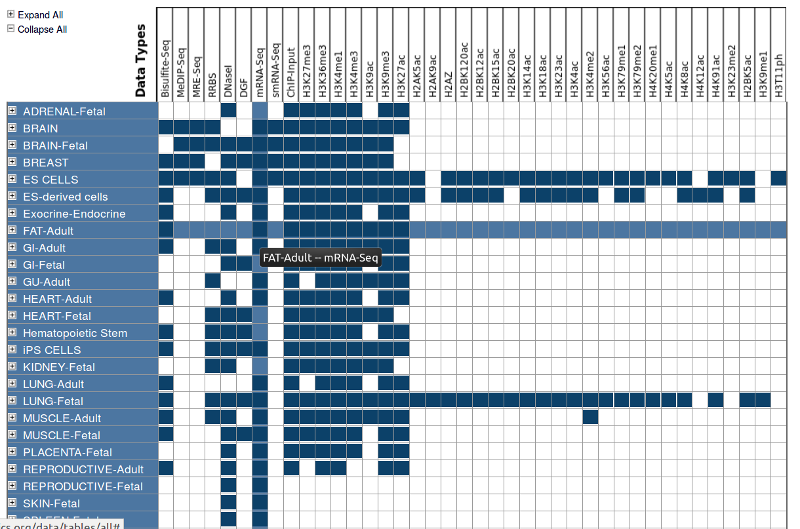 Expand All
Collapse All
Data Types
Bisulfite-Seq
MeDIP-Seq
MRE-Seq
RRBS
DNaseI
DGF
mRNA-Seq
smRNA-Seq
ChIP-Input
H3K27me3
H3K36me3
H3K4me1
H3K4me3
H3K9ac
H3K9me3
H3K27ac
H2AK5ac
H2AK9ac
H2AZ
H2BK120ac
H2BK12ac
H2BK15ac
H2BK20ac
H3K14ac
H3K18ac
H3K23ac
H3K4ac
H3K4me2
H3K56ac
H3K79me1
H3K79me2
H4K20me1
H4K5ac
H4K8ac
H4K12ac
H4K91ac
H3K23me2
H2BK5ac
H3K9me1
H3T11ph
ADRENAL-Fetal
BRAIN
BRAIN-Fetal
BREAST
ES CELLS
ES-derived cells
Exocrine-Endocrine
FAT-Adult
GI-Adult
FAT-Adult -- mRNA-Seq
GI-Fetal
GU-Adult
HEART-Adult
HEART-Fetal
Hematopoietic Stem
iPS CELLS
KIDNEY-Fetal
LUNG-Adult
LUNG-Fetal
MUSCLE-Adult
MUSCLE-Fetal
PLACENTA-Fetal
REPRODUCTIVE-Adult
REPRODUCTIVE-Fetal
SKIN-Fetal
cs.org/data/tables/all#